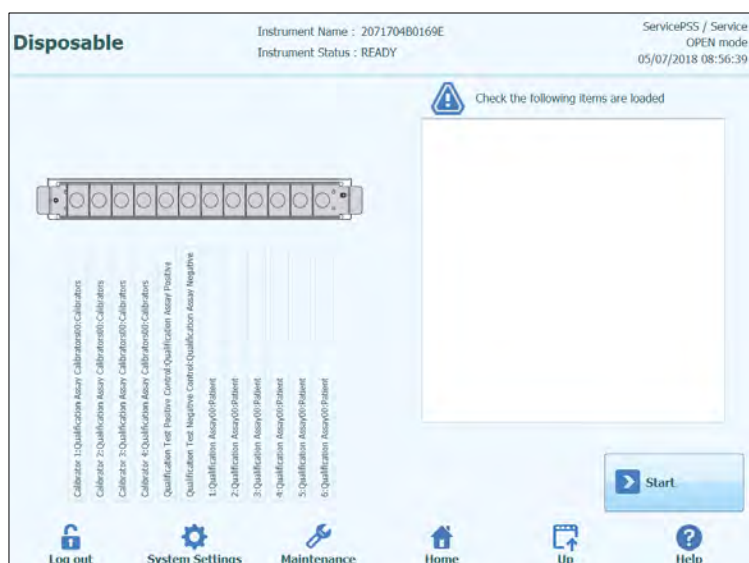 Disposable
Instrument Name : 2071704B0169E
Instrument Status : READY
ServicePSS / Service
OPEN mode
05/07/2018 08:56:39
Check the following items are loaded
Calibrator 1:Qualification Assay Calibrators00:Calibrators
Calibrator 2:Qualification Assay Calibrators00:Calibrators
Calibrator 3:Qualification Assay Calibrators00:Calibrators
Calibrator 4:Qualification Assay Calibrators00:Calibrators
Qualification Test Positive Control:Qualification Assay Positive
Qualification Test Negative Control:Qualification Assay Negative
1:Qualification Assay00:Patient
2:Qualification Assay00:Patient
3:Qualification Assay00:Patient
4:Qualification Assay00:Patient
5:Qualification Assay00:Patient
6:Qualification Assay00:Patient
Start
Log out
System Settings
Maintenance
Home
Up
Help